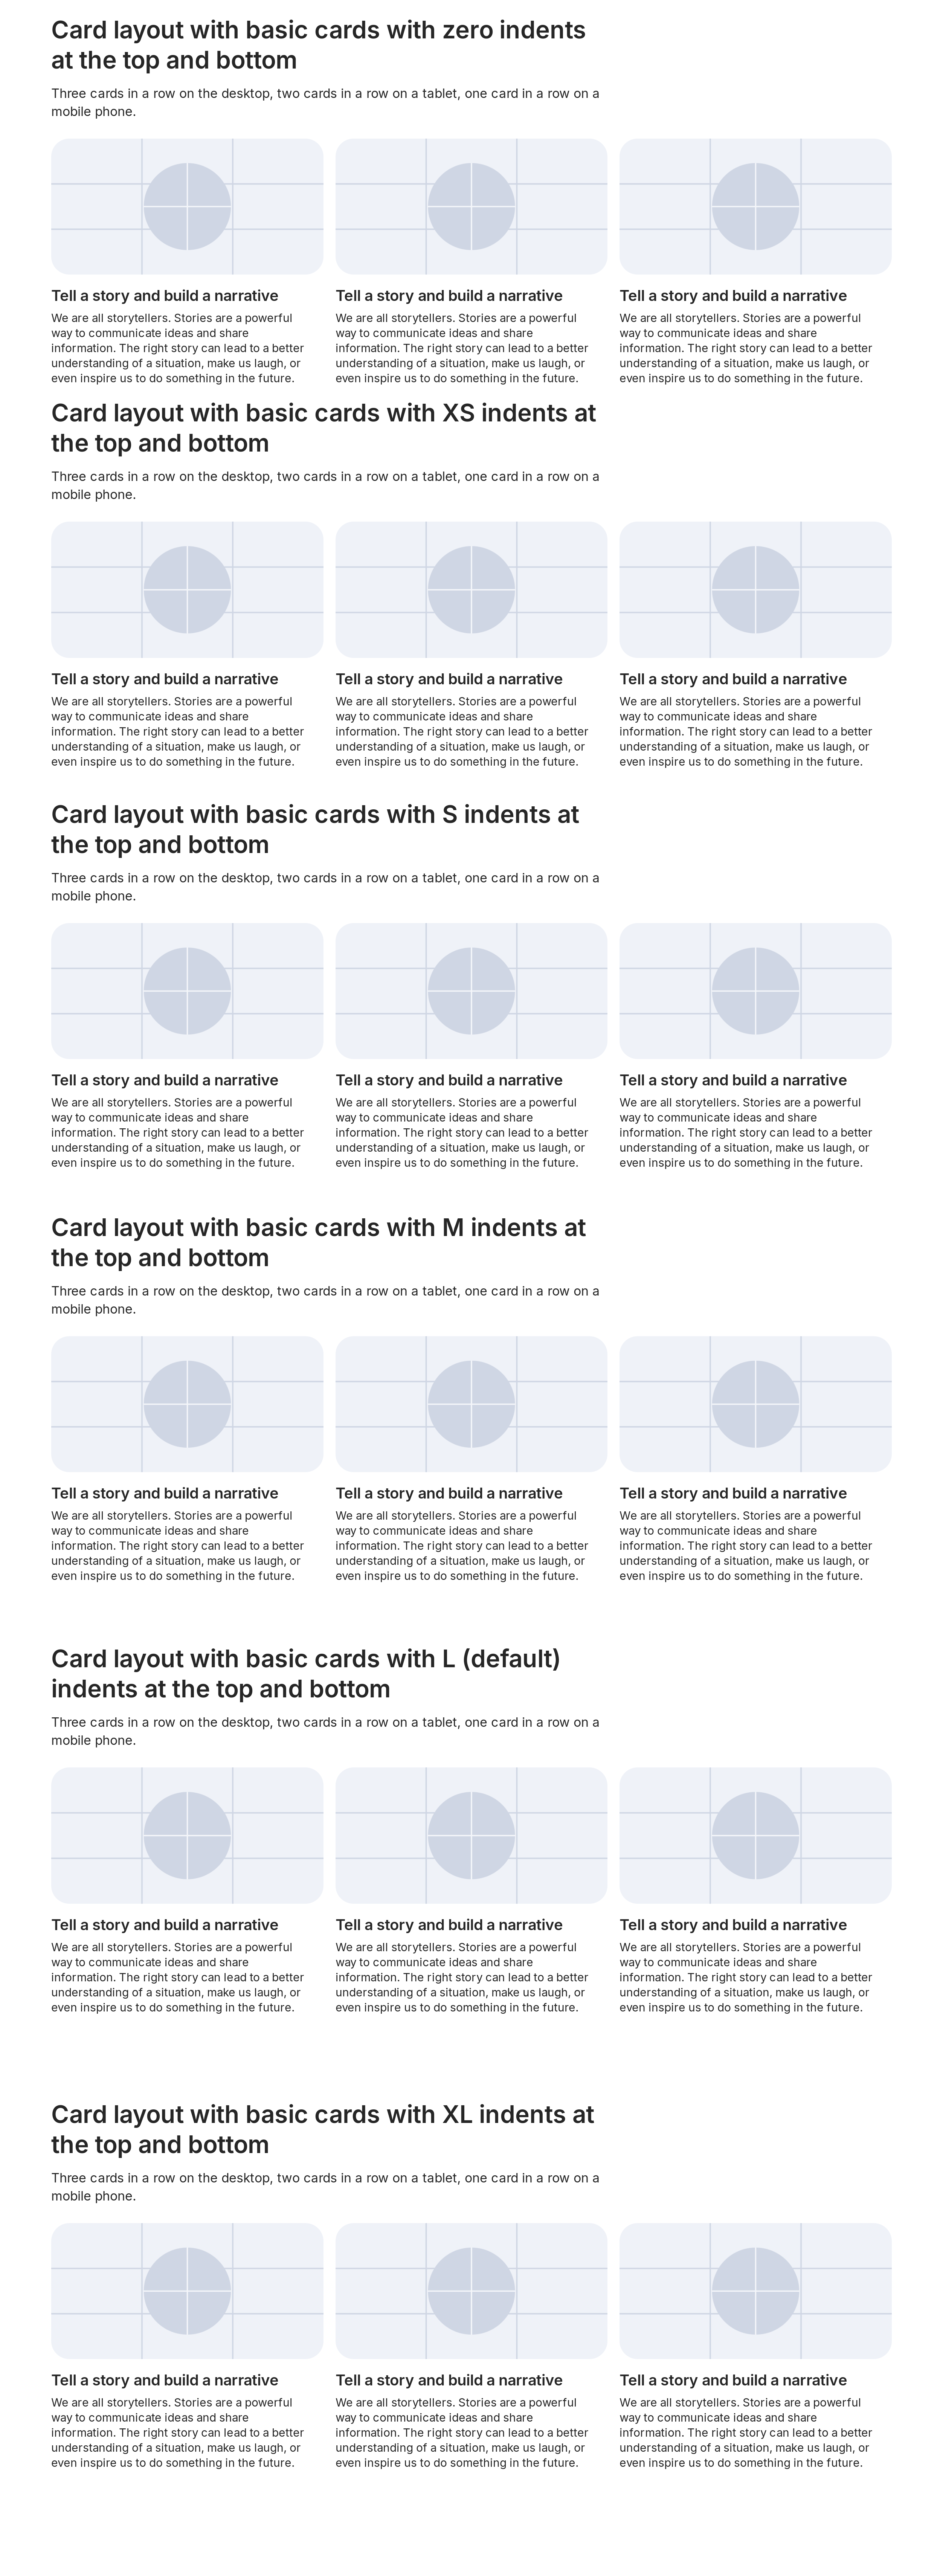 Card layout with basic cards with zero indents
at the top and bottom
Three cards in a row on the desktop, two cards in a row on a tablet, one card in a row on a
mobile phone.
Tell a story and build a narrative
We are all storytellers. Stories are a powerful
way to communicate ideas and share
information. The right story can lead to a better
understanding of a situation, make us laugh, or
even inspire us to do something in the future.
Tell a story and build a narrative
We are all storytellers. Stories are a powerful
way to communicate ideas and share
information. The right story can lead to a better
understanding of a situation, make us laugh, or
even inspire us to do something in the future.
Tell a story and build a narrative
We are all storytellers. Stories are a powerful
way to communicate ideas and share
information. The right story can lead to a better
understanding of a situation, make us laugh, or
even inspire us to do something in the future.
Card layout with basic cards with XS indents at
the top and bottom
Three cards in a row on the desktop, two cards in a row on a tablet, one card in a row on a
mobile phone.
Tell a story and build a narrative
We are all storytellers. Stories are a powerful
way to communicate ideas and share
information. The right story can lead to a better
understanding of a situation, make us laugh, or
even inspire us to do something in the future.
Tell a story and build a narrative
We are all storytellers. Stories are a powerful
way to communicate ideas and share
information. The right story can lead to a better
understanding of a situation, make us laugh, or
even inspire us to do something in the future.
Tell a story and build a narrative
We are all storytellers. Stories are a powerful
way to communicate ideas and share
information. The right story can lead to a better
understanding of a situation, make us laugh, or
even inspire us to do something in the future.
Card layout with basic cards with S indents at
the top and bottom
Three cards in a row on the desktop, two cards in a row on a tablet, one card in a row on a
mobile phone.
Tell a story and build a narrative
We are all storytellers. Stories are a powerful
way to communicate ideas and share
information. The right story can lead to a better
understanding of a situation, make us laugh, or
even inspire us to do something in the future.
Tell a story and build a narrative
We are all storytellers. Stories are a powerful
way to communicate ideas and share
information. The right story can lead to a better
understanding of a situation, make us laugh, or
even inspire us to do something in the future.
Tell a story and build a narrative
We are all storytellers. Stories are a powerful
way to communicate ideas and share
information. The right story can lead to a better
understanding of a situation, make us laugh, or
even inspire us to do something in the future.
Card layout with basic cards with M indents at
the top and bottom
Three cards in a row on the desktop, two cards in a row on a tablet, one card in a row on a
mobile phone.
Tell a story and build a narrative
We are all storytellers. Stories are a powerful
way to communicate ideas and share
information. The right story can lead to a better
understanding of a situation, make us laugh, or
even inspire us to do something in the future.
Tell a story and build a narrative
We are all storytellers. Stories are a powerful
way to communicate ideas and share
information. The right story can lead to a better
understanding of a situation, make us laugh, or
even inspire us to do something in the future.
Tell a story and build a narrative
We are all storytellers. Stories are a powerful
way to communicate ideas and share
information. The right story can lead to a better
understanding of a situation, make us laugh, or
even inspire us to do something in the future.
Card layout with basic cards with L (default)
indents at the top and bottom
Three cards in a row on the desktop, two cards in a row on a tablet, one card in a row on a
mobile phone.
Tell a story and build a narrative
We are all storytellers. Stories are a powerful
way to communicate ideas and share
information. The right story can lead to a better
understanding of a situation, make us laugh, or
even inspire us to do something in the future.
Tell a story and build a narrative
We are all storytellers. Stories are a powerful
way to communicate ideas and share
information. The right story can lead to a better
understanding of a situation, make us laugh, or
even inspire us to do something in the future.
Tell a story and build a narrative
We are all storytellers. Stories are a powerful
way to communicate ideas and share
information. The right story can lead to a better
understanding of a situation, make us laugh, or
even inspire us to do something in the future.
Card layout with basic cards with XL indents at
the top and bottom
Three cards in a row on the desktop, two cards in a row on a tablet, one card in a row on a
mobile phone.
Tell a story and build a narrative
We are all storytellers. Stories are a powerful
way to communicate ideas and share
information. The right story can lead to a better
understanding of a situation, make us laugh, or
even inspire us to do something in the future.
Tell a story and build a narrative
We are all storytellers. Stories are a powerful
way to communicate ideas and share
information. The right story can lead to a better
understanding of a situation, make us laugh, or
even inspire us to do something in the future.
Tell a story and build a narrative
We are all storytellers. Stories are a powerful
way to communicate ideas and share
information. The right story can lead to a better
understanding of a situation, make us laugh, or
even inspire us to do something in the future.